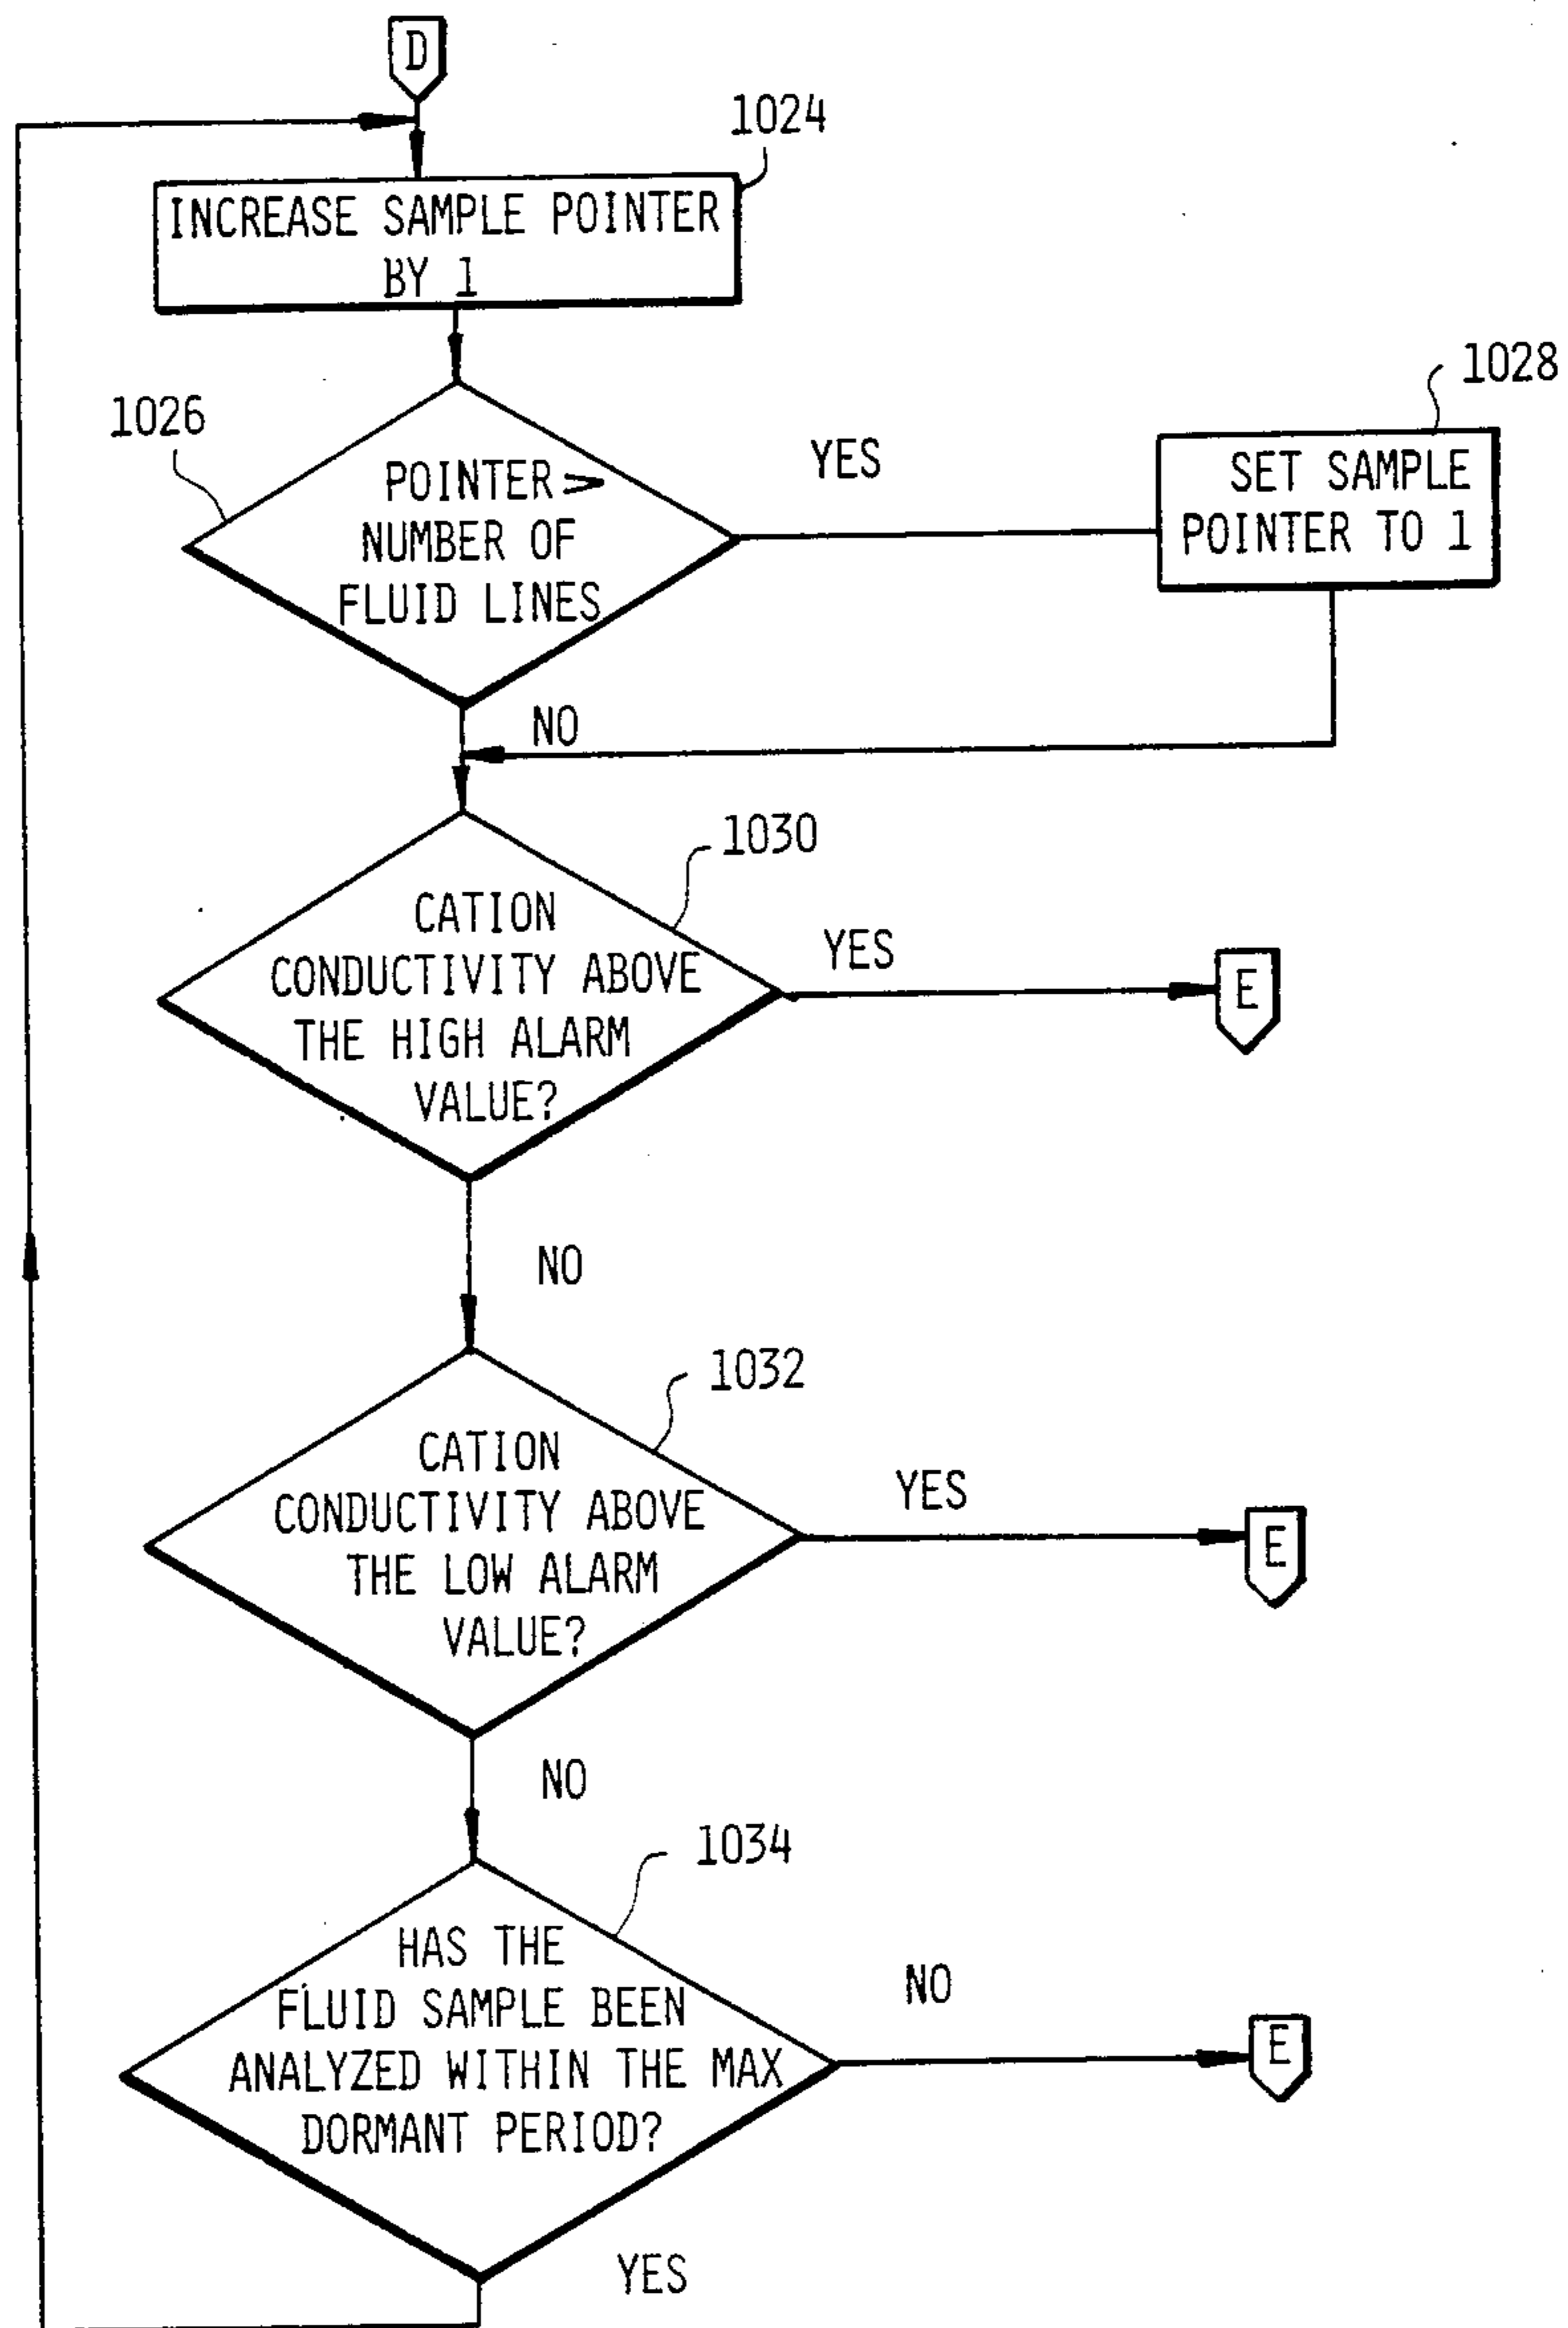 D
1024
INCREASE SAMPLE POINTER
BY 1
1026
POINTER >
NUMBER OF
FLUID LINES
YES
1028
SET SAMPLE
POINTER TO 1
NO
1030
CATION
CONDUCTIVITY ABOVE
THE HIGH ALARM
VALUE?
YES
E
NO
1032
CATION
CONDUCTIVITY ABOVE
THE LOW ALARM
VALUE?
YES
E
NO
1034
HAS THE
FLUID SAMPLE BEEN
ANALYZED WITHIN THE MAX
DORMANT PERIOD?
NO
E
YES